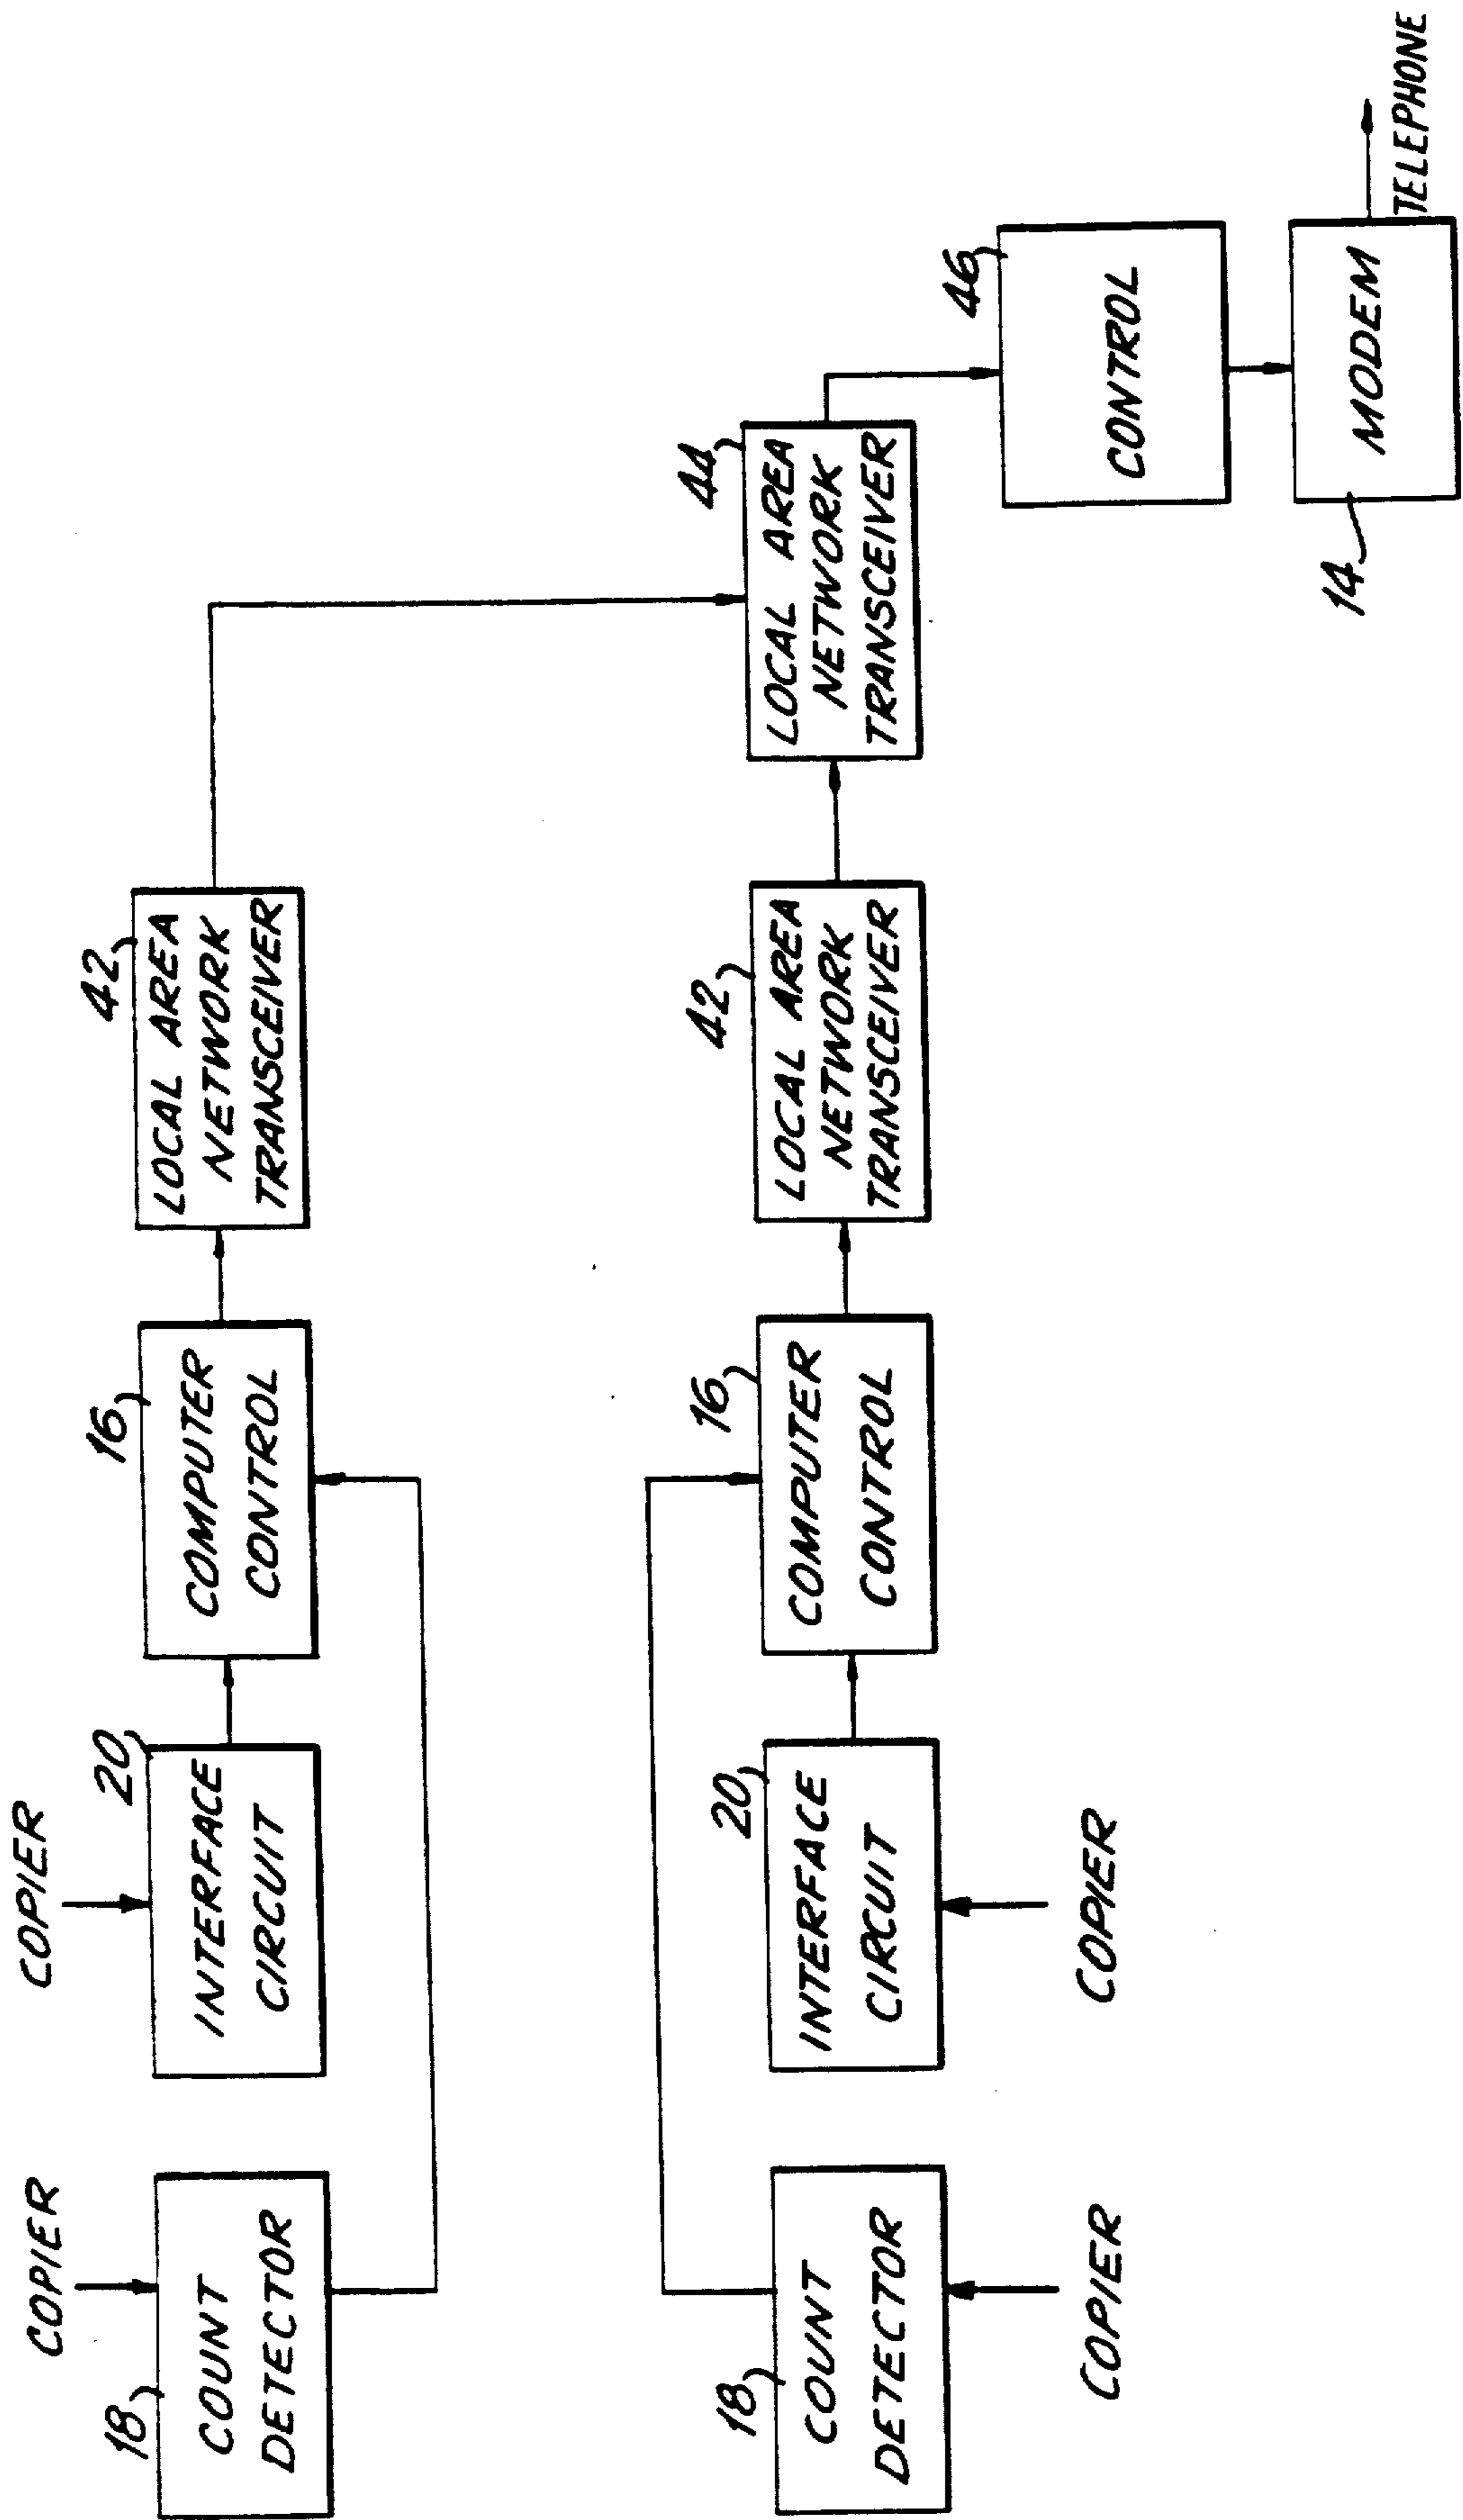 COPIER
COPIER
18
COUNT
DETECTOR
20
INTERFACE
CIRCUIT
16
COMPUTER
CONTROL
42
LOCAL AREA
NETWORK
TRANSCEIVER
18
COUNT
DETECTOR
COPIER
20
INTERFACE
CIRCUIT
COPIER
16
COMPUTER
CONTROL
42
LOCAL AREA
NETWORK
TRANSCEIVER
44
LOCAL AREA
NETWORK
TRANSCEIVER
46
CONTROL
14
MODEM
TELEPHONE